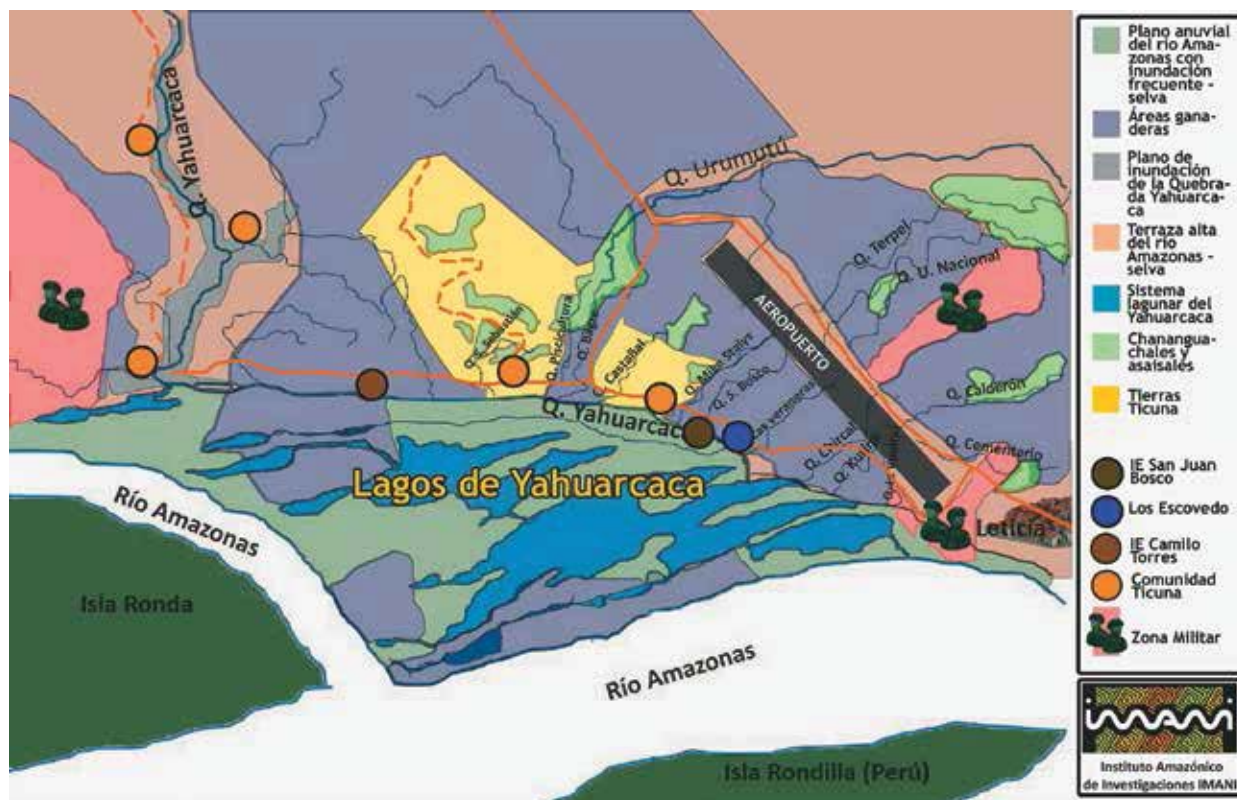 Q. Yahuarcaca
Q. Urumutú
Q. Terpel
Q. U. Nacional
AEROPUERTO
Q. Piscicultura
Castañal
Q. S. Bosco
Q. Calderón
Q. Yahuarcac
Q. Cementerio
Lagos de Yahuarcaca
Leticia
Río Amazonas
Isla Ronda
Río Amazonas
Isla Rondilla (Perú)
Plano anuvial
del río Ama-
zonas con
inundación
frecuente -
selva
Áreas gana-
deras
Plano de
inundación
de la Quebra-
da Yahuarca-
ca
Terraza alta
del río
Amazonas -
selva
Sistema
lagunar del
Yahuarcaca
Chanangua-
chales y
asaisales
Tierras
Ticuna
IE San Juan
Bosco
Los Escovedo
IE Camilo
Torres
Comunidad
Ticuna
Zona Militar
imani
Instituto Amazónico
de Investigaciones IMANI